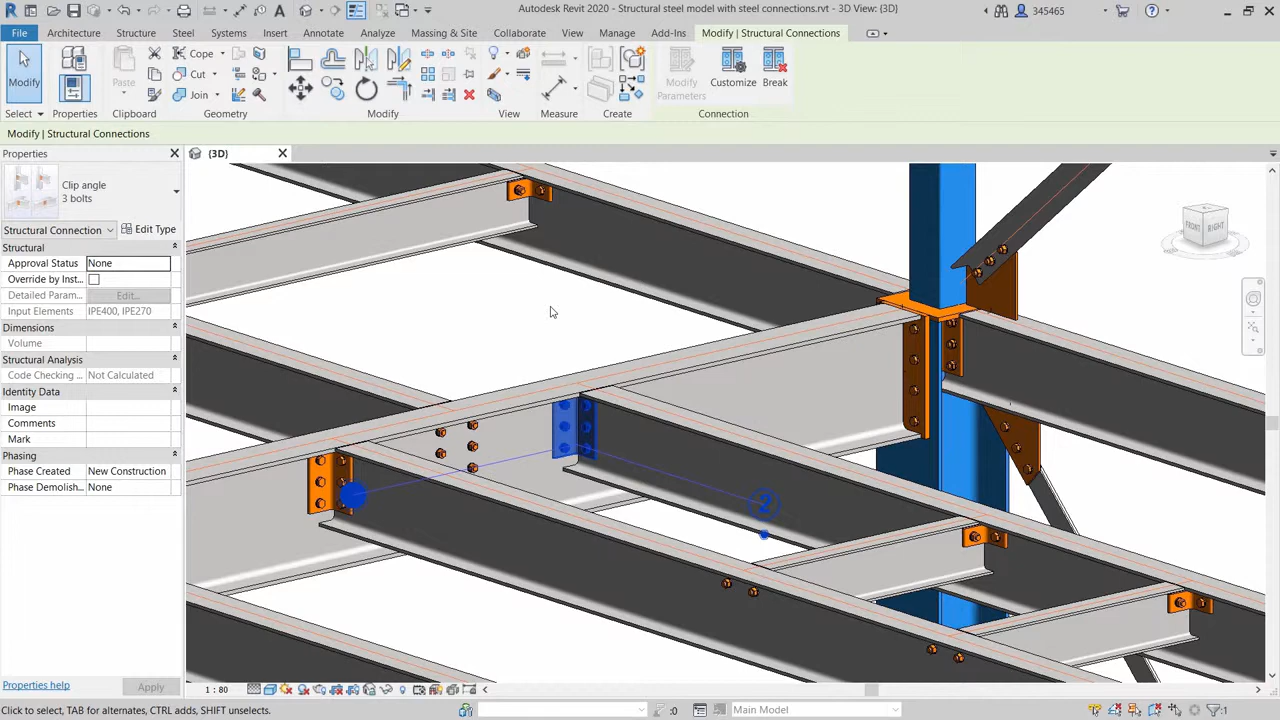 Autodesk Revit 2020 - Structural steel model with steel connections.rvt - 3D View: {3D}
345465
File Architecture Structure Steel Systems Insert Annotate Analyze Massing & Site Collaborate View Manage Add-Ins Modify | Structural Connections
Modify
Paste
Cope
Cut
Join
Modify
Parameters
Customize
Break
Select Properties Clipboard Geometry Modify View Measure Create Connection
Modify | Structural Connections
Properties
{3D}
Clip angle
3 bolts
Structural Connection
Edit Type
Structural
Approval Status None
Override by Inst...
Detailed Param... Edit...
Input Elements IPE400, IPE270
Dimensions
Volume
Structural Analysis
Code Checking ... Not Calculated
Identity Data
Image
Comments
Mark
Phasing
Phase Created New Construction
Phase Demolish... None
FRONT RIGHT
2
Properties help
Apply
1 : 80
Click to select, TAB for alternates, CTRL adds, SHIFT unselects.
:0
Main Model
:1